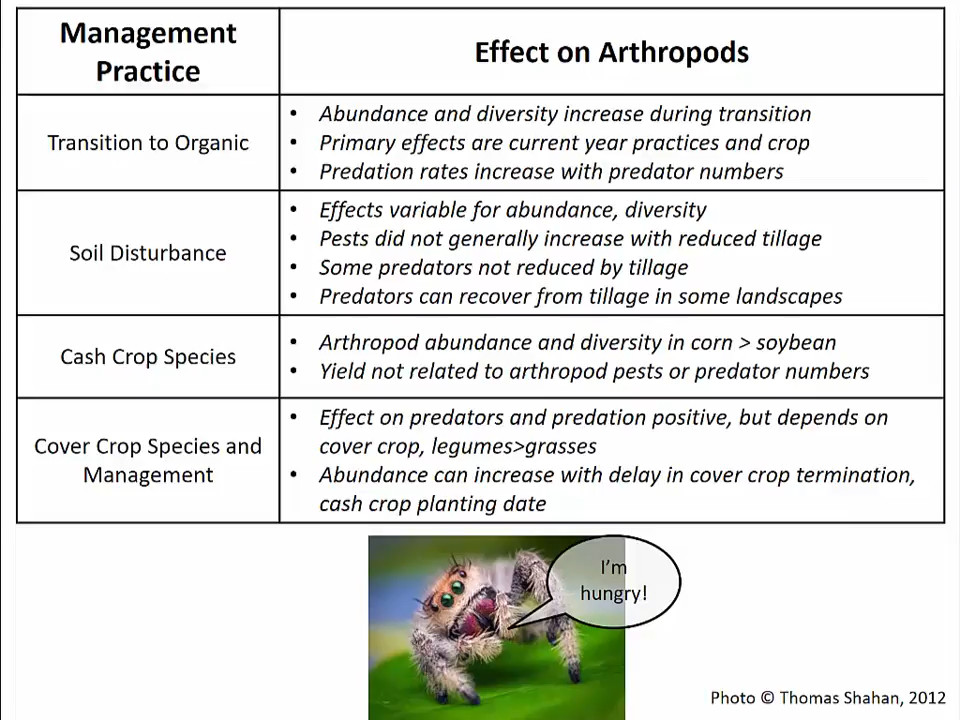 Management
Practice
Effect on Arthropods
Transition to Organic
• Abundance and diversity increase during transition
• Primary effects are current year practices and crop
• Predation rates increase with predator numbers
Soil Disturbance
• Effects variable for abundance, diversity
• Pests did not generally increase with reduced tillage
• Some predators not reduced by tillage
• Predators can recover from tillage in some landscapes
Cash Crop Species
• Arthropod abundance and diversity in corn > soybean
• Yield not related to arthropod pests or predator numbers
Cover Crop Species and
Management
• Effect on predators and predation positive, but depends on
cover crop, legumes>grasses
• Abundance can increase with delay in cover crop termination,
cash crop planting date
I'm
hungry!
Photo © Thomas Shahan, 2012